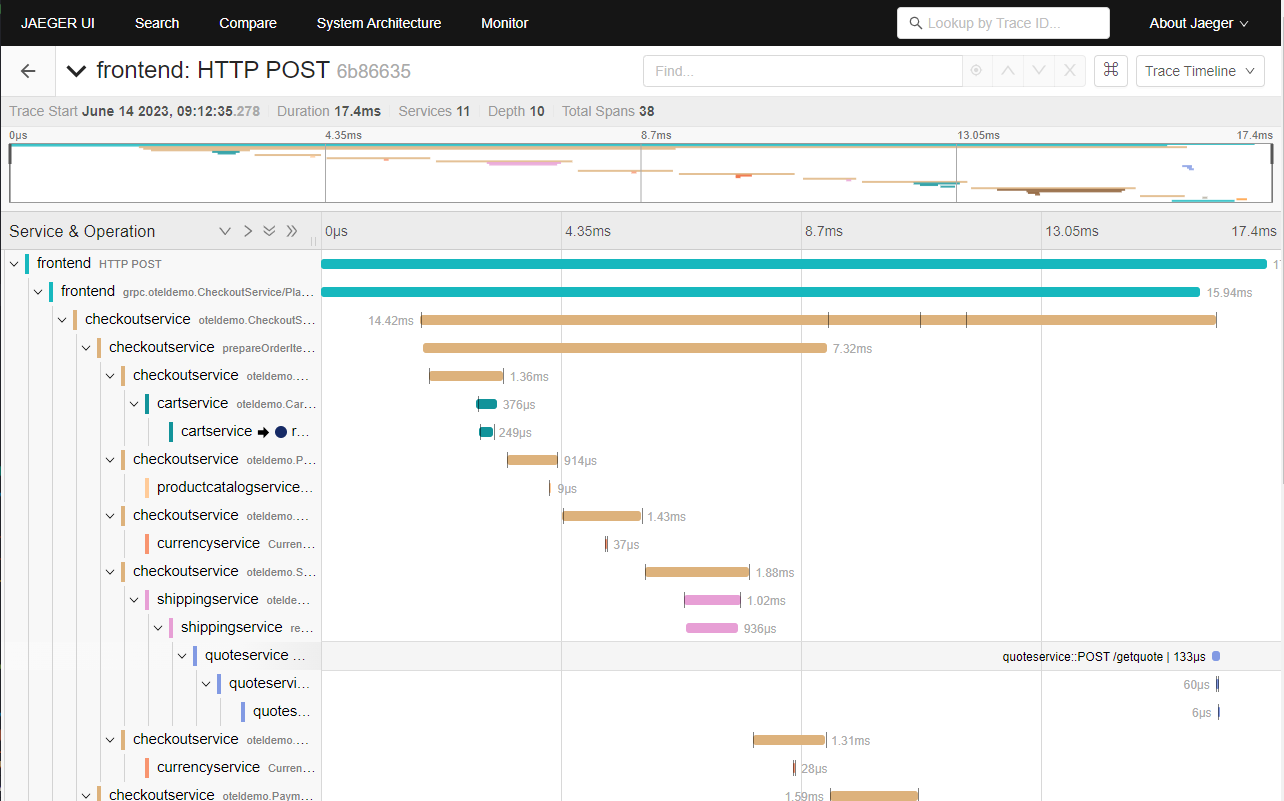 JAEGER UI Search Compare System Architecture Monitor Lookup by Trace ID... About Jaeger
frontend: HTTP POST 6b86635 Find... ⌘ Trace Timeline
Trace Start June 14 2023, 09:12:35.278 Duration 17.4ms Services 11 Depth 10 Total Spans 38
0μs 4.35ms 8.7ms 13.05ms 17.4ms
Service & Operation 0μs 4.35ms 8.7ms 13.05ms 17.4ms
frontend HTTP POST 17
frontend grpc.oteldemo.CheckoutService/Pla... 15.94ms
checkoutservice oteldemo.CheckoutS... 14.42ms
checkoutservice prepareOrderIte... 7.32ms
checkoutservice oteldemo.... 1.36ms
cartservice oteldemo.Car... 376μs
cartservice r... 249μs
checkoutservice oteldemo.P... 914μs
productcatalogservice... 9μs
checkoutservice oteldemo.... 1.43ms
currencyservice Curren... 37μs
checkoutservice oteldemo.S... 1.88ms
shippingservice otelde... 1.02ms
shippingservice re... 936μs
quoteservice ... quoteservice::POST /getquote | 133μs
quoteservi... 60μs
quotes... 6μs
checkoutservice oteldemo.... 1.31ms
currencyservice Curren... 28μs
checkoutservice oteldemo.Paym... 1.59ms